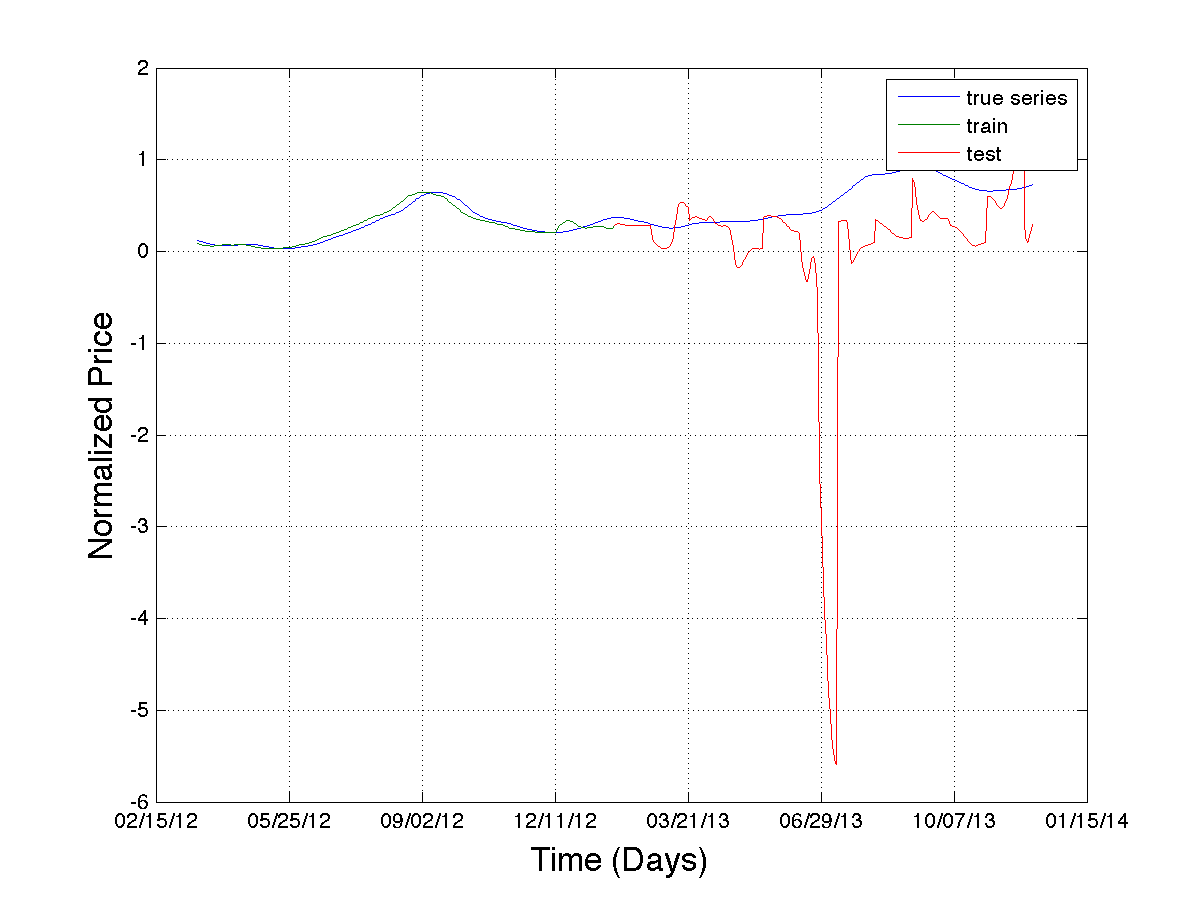 2
1
0
-1
-2
-3
-4
-5
-6
Normalized Price
true series
train
test
02/15/12 05/25/12 09/02/12 12/11/12 03/21/13 06/29/13 10/07/13 01/15/14
Time (Days)